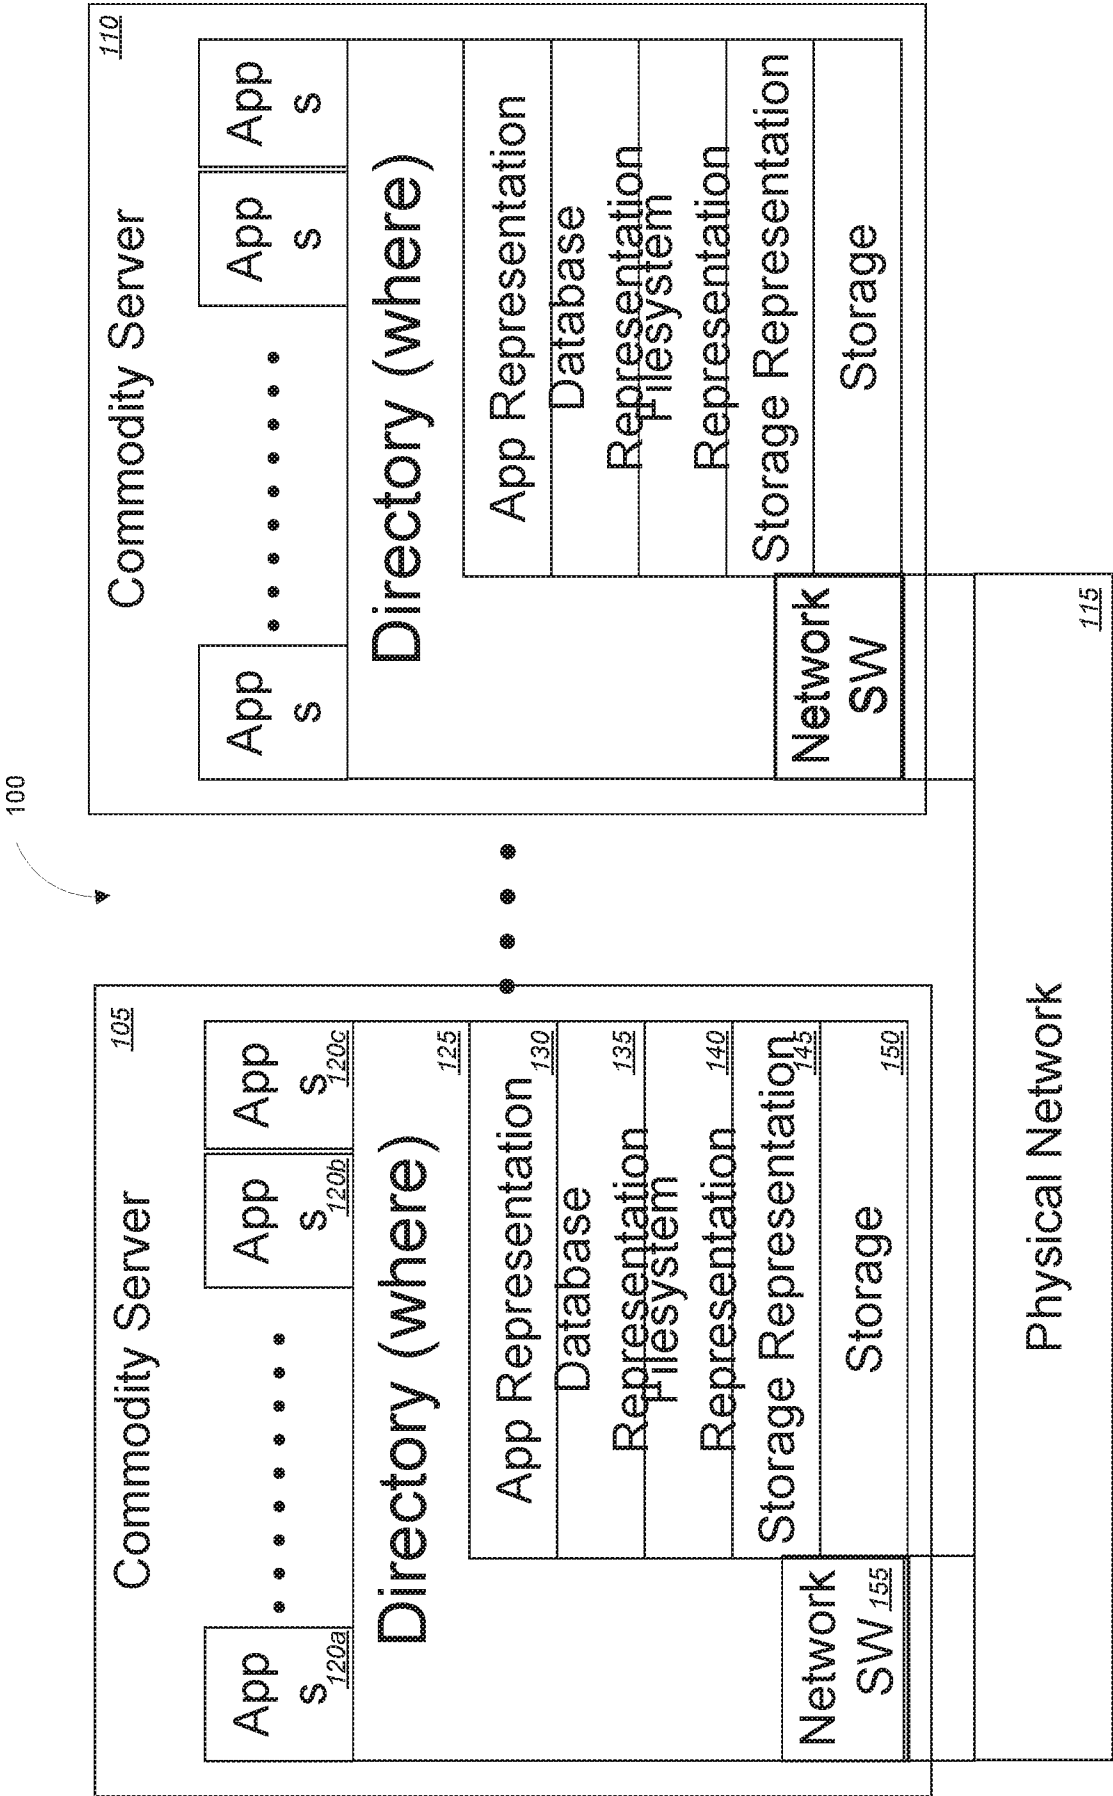 100
Commodity Server
105
App
s
120a
App
s
120b
App
s
120c
Directory (where)
125
App Representation
130
Database
Representation
135
Filesystem
Representation
140
Storage Representation
145
Storage
150
Network
SW
155
Commodity Server
110
App
s
App
s
App
s
Directory (where)
App Representation
Database
Representation
Filesystem
Representation
Storage Representation
Storage
Network
SW
Physical Network
115